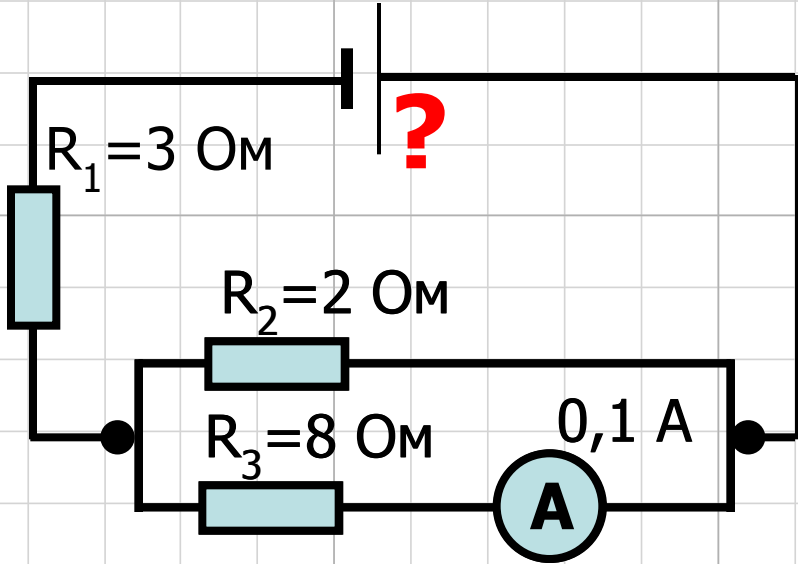 ?
R₁=3 Ом
R₂=2 Ом
0,1 А
R₃=8 Ом
А